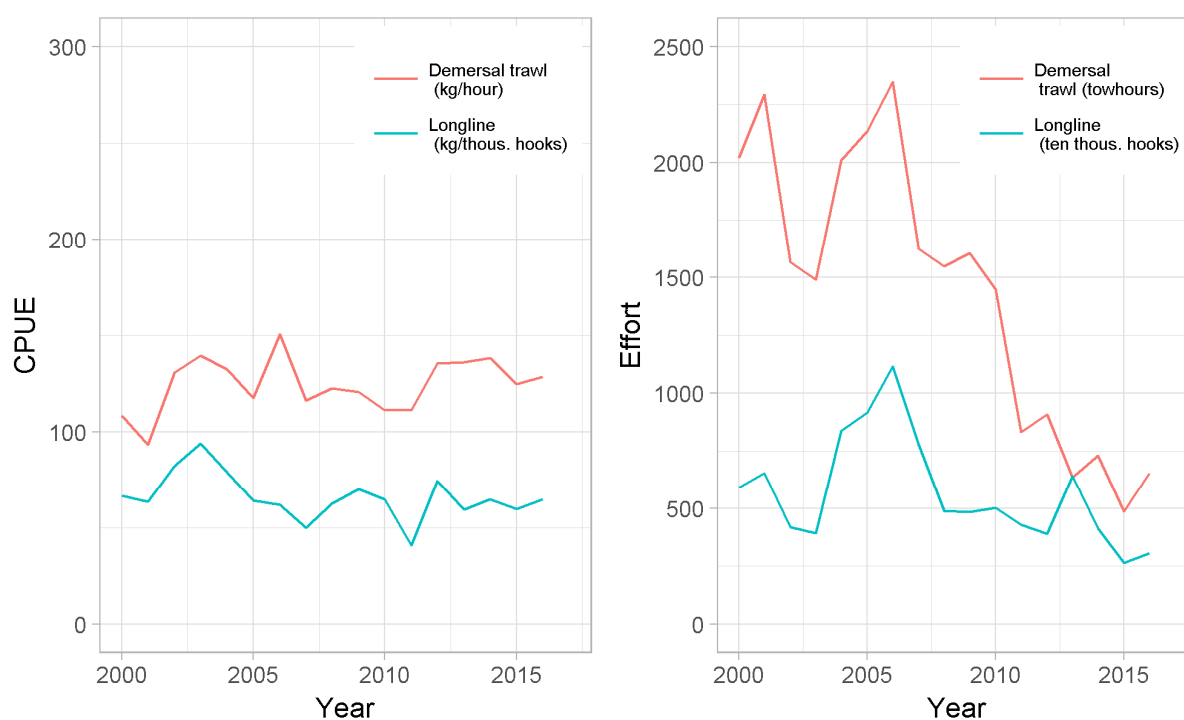 300
200
100
0
CPUE
Demersal trawl
(kg/hour)
Longline
(kg/thous. hooks)
2000 2005 2010 2015
Year
2500
2000
1500
1000
500
0
Effort
Demersal
trawl (towhours)
Longline
(ten thous. hooks)
2000 2005 2010 2015
Year